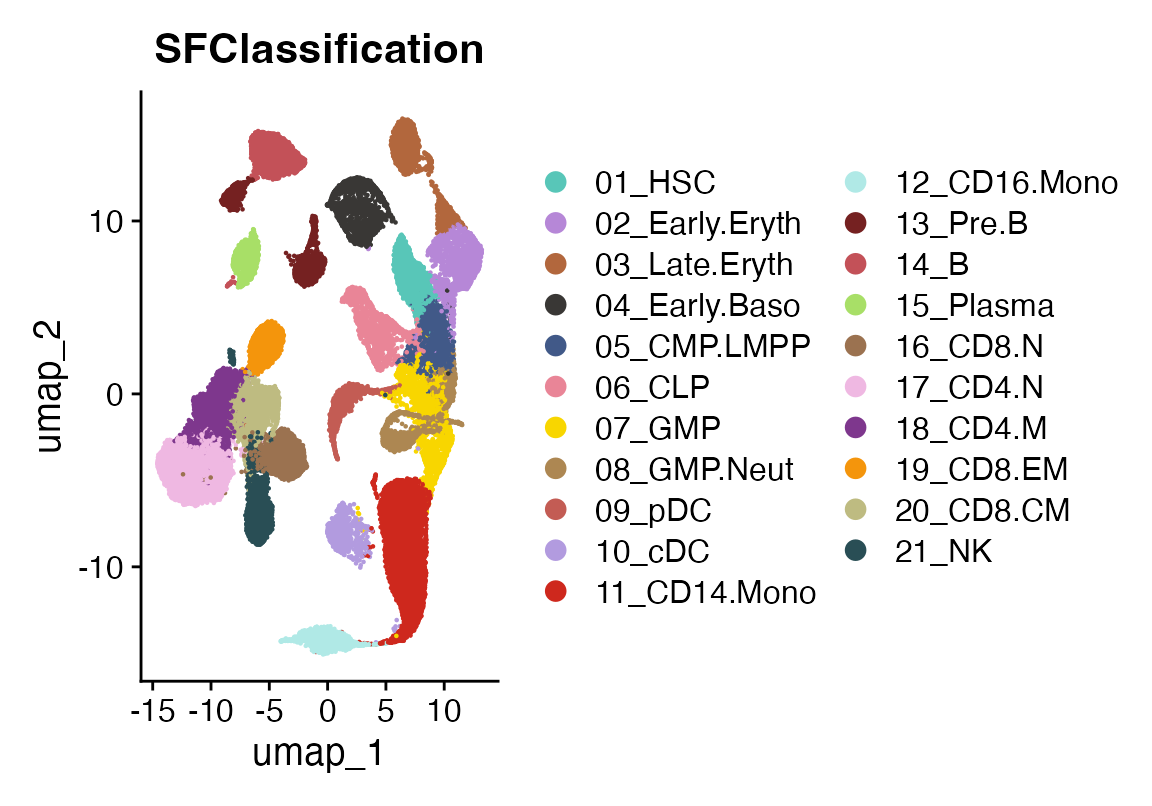 SFClassification
10
0
-10
umap_2
-15 -10 -5 0 5 10
umap_1
01_HSC
02_Early.Eryth
03_Late.Eryth
04_Early.Baso
05_CMP.LMPP
06_CLP
07_GMP
08_GMP.Neut
09_pDC
10_cDC
11_CD14.Mono
12_CD16.Mono
13_Pre.B
14_B
15_Plasma
16_CD8.N
17_CD4.N
18_CD4.M
19_CD8.EM
20_CD8.CM
21_NK